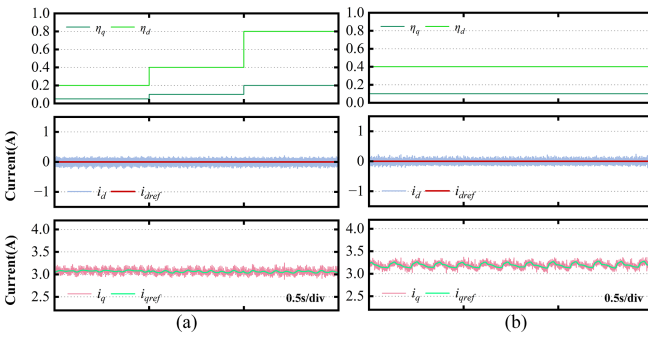 1.0
0.8
0.6
0.4
0.2
0.0
η_q η_d
1.0
0.8
0.6
0.4
0.2
0.0
η_q η_d
Current(A)
1
0
−1
i_d i_dref
Current(A)
1
0
−1
i_d i_dref
Current(A)
4.0
3.5
3.0
2.5
i_q i_qref
0.5s/div
4.0
3.5
3.0
2.5
i_q i_qref
0.5s/div
(a)
(b)